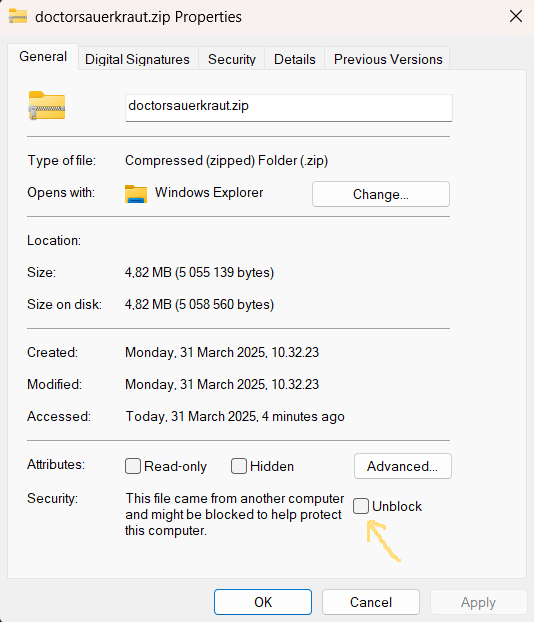 doctorsauerkraut.zip Properties
General Digital Signatures Security Details Previous Versions
doctorsauerkraut.zip
Type of file: Compressed (zipped) Folder (.zip)
Opens with: Windows Explorer Change...
Location:
Size: 4,82 MB (5 055 139 bytes)
Size on disk: 4,82 MB (5 058 560 bytes)
Created: Monday, 31 March 2025, 10.32.23
Modified: Monday, 31 March 2025, 10.32.23
Accessed: Today, 31 March 2025, 4 minutes ago
Attributes: Read-only Hidden Advanced...
Security: This file came from another computer
and might be blocked to help protect Unblock
this computer.
OK Cancel Apply